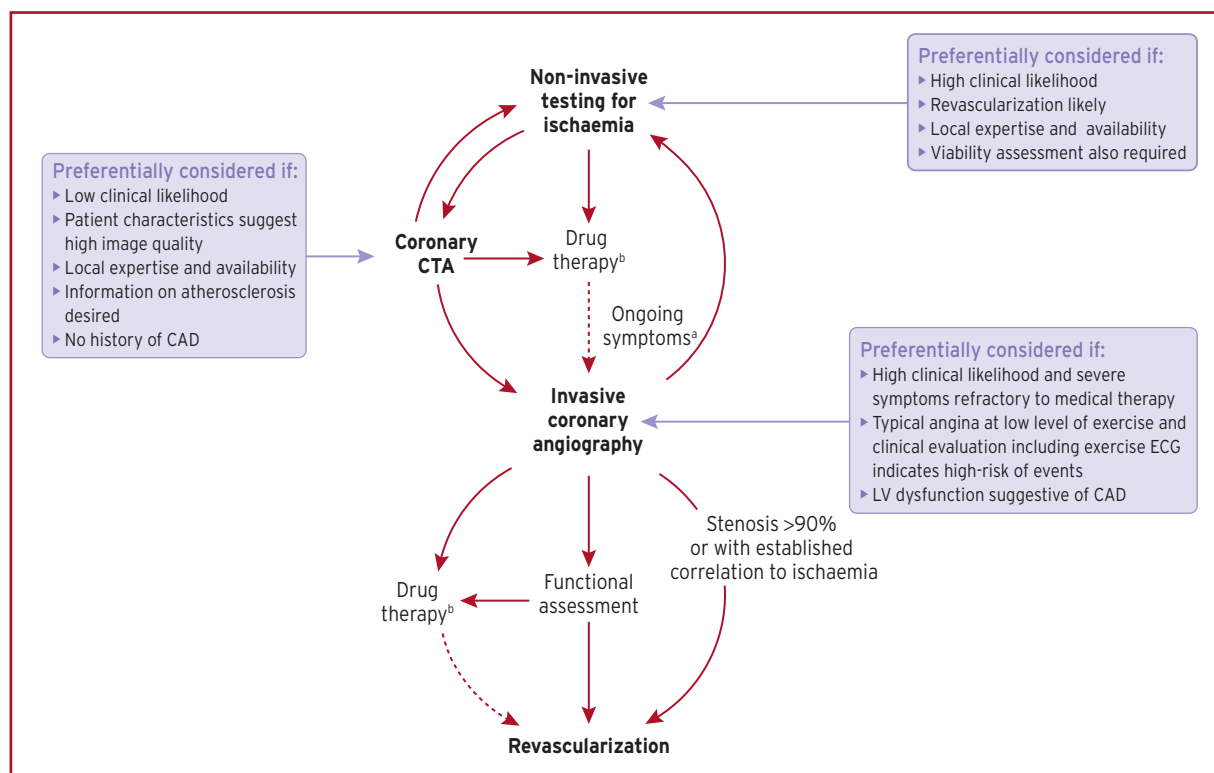 Preferentially considered if:
▸ High clinical likelihood
▸ Revascularization likely
▸ Local expertise and availability
▸ Viability assessment also required
Non-invasive
testing for
ischaemia
Preferentially considered if:
▸ Low clinical likelihood
▸ Patient characteristics suggest
high image quality
▸ Local expertise and availability
▸ Information on atherosclerosis
desired
▸ No history of CAD
Coronary
CTA
Drug
therapyᵇ
Ongoing
symptomsᵃ
Preferentially considered if:
▸ High clinical likelihood and severe
symptoms refractory to medical therapy
▸ Typical angina at low level of exercise and
clinical evaluation including exercise ECG
indicates high-risk of events
▸ LV dysfunction suggestive of CAD
Invasive
coronary
angiography
Stenosis >90%
or with established
correlation to ischaemia
Drug
therapyᵇ
Functional
assessment
Revascularization